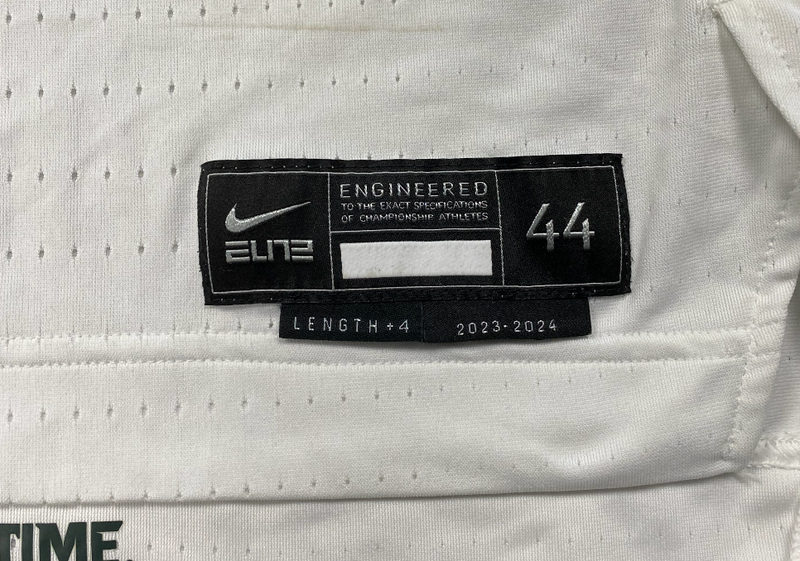 ENGINEERED
TO THE EXACT SPECIFICATIONS
OF CHAMPIONSHIP ATHLETES
ELITE
44
LENGTH +4 2023-2024
TIME.